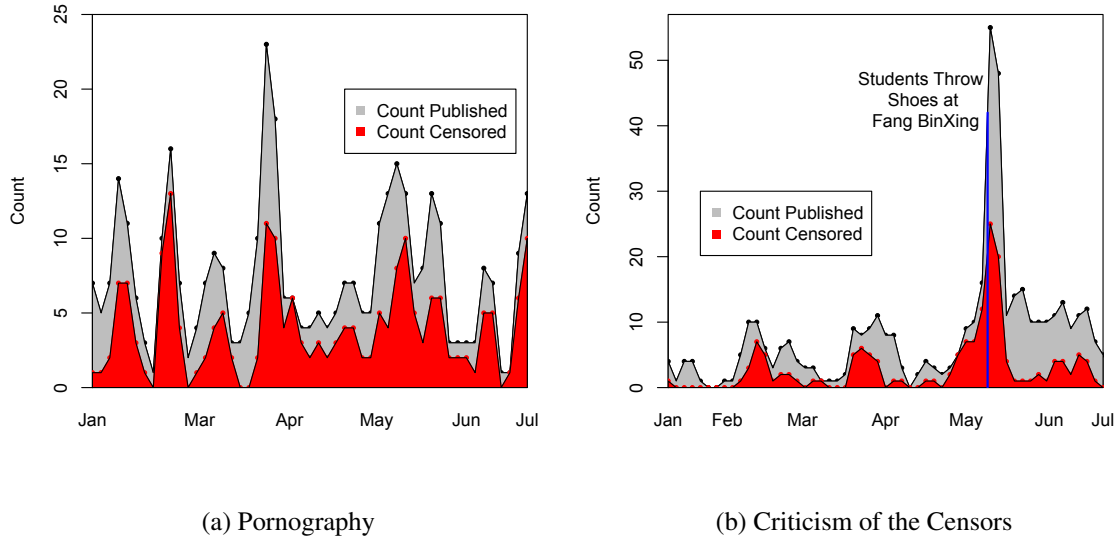 25
20
15
10
5
0
Count
Count Published
Count Censored
Jan Mar Apr May Jun Jul
(a) Pornography
50
40
30
20
10
0
Count
Students Throw
Shoes at
Fang BinXing
Count Published
Count Censored
Jan Feb Mar Apr May Jun Jul
(b) Criticism of the Censors